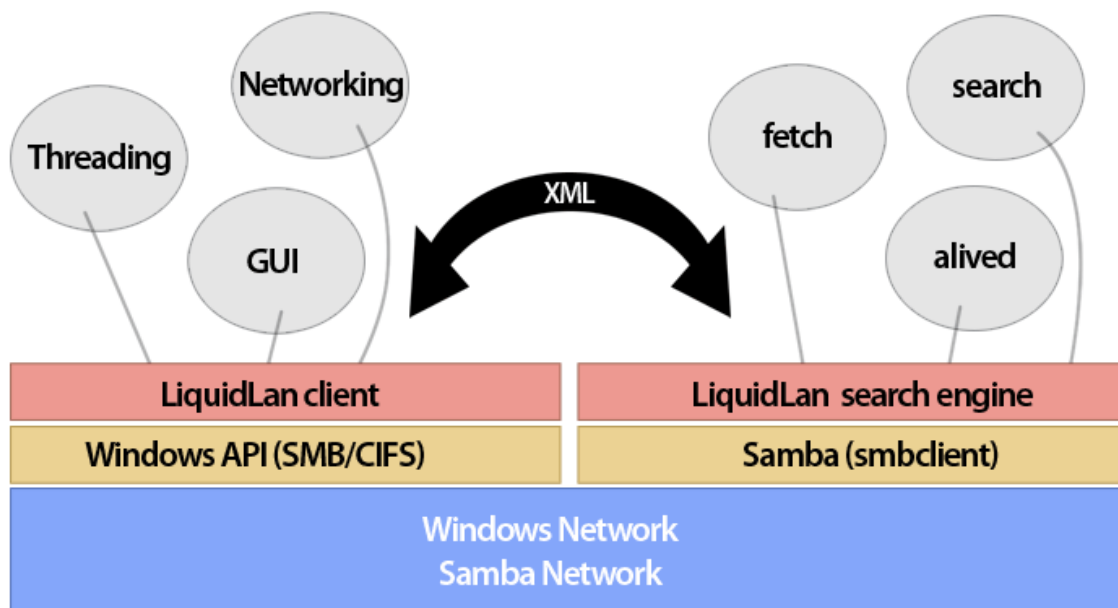 Networking
search
fetch
Threading
XML
GUI
alived
LiquidLan client
LiquidLan search engine
Windows API (SMB/CIFS)
Samba (smbclient)
Windows Network
Samba Network